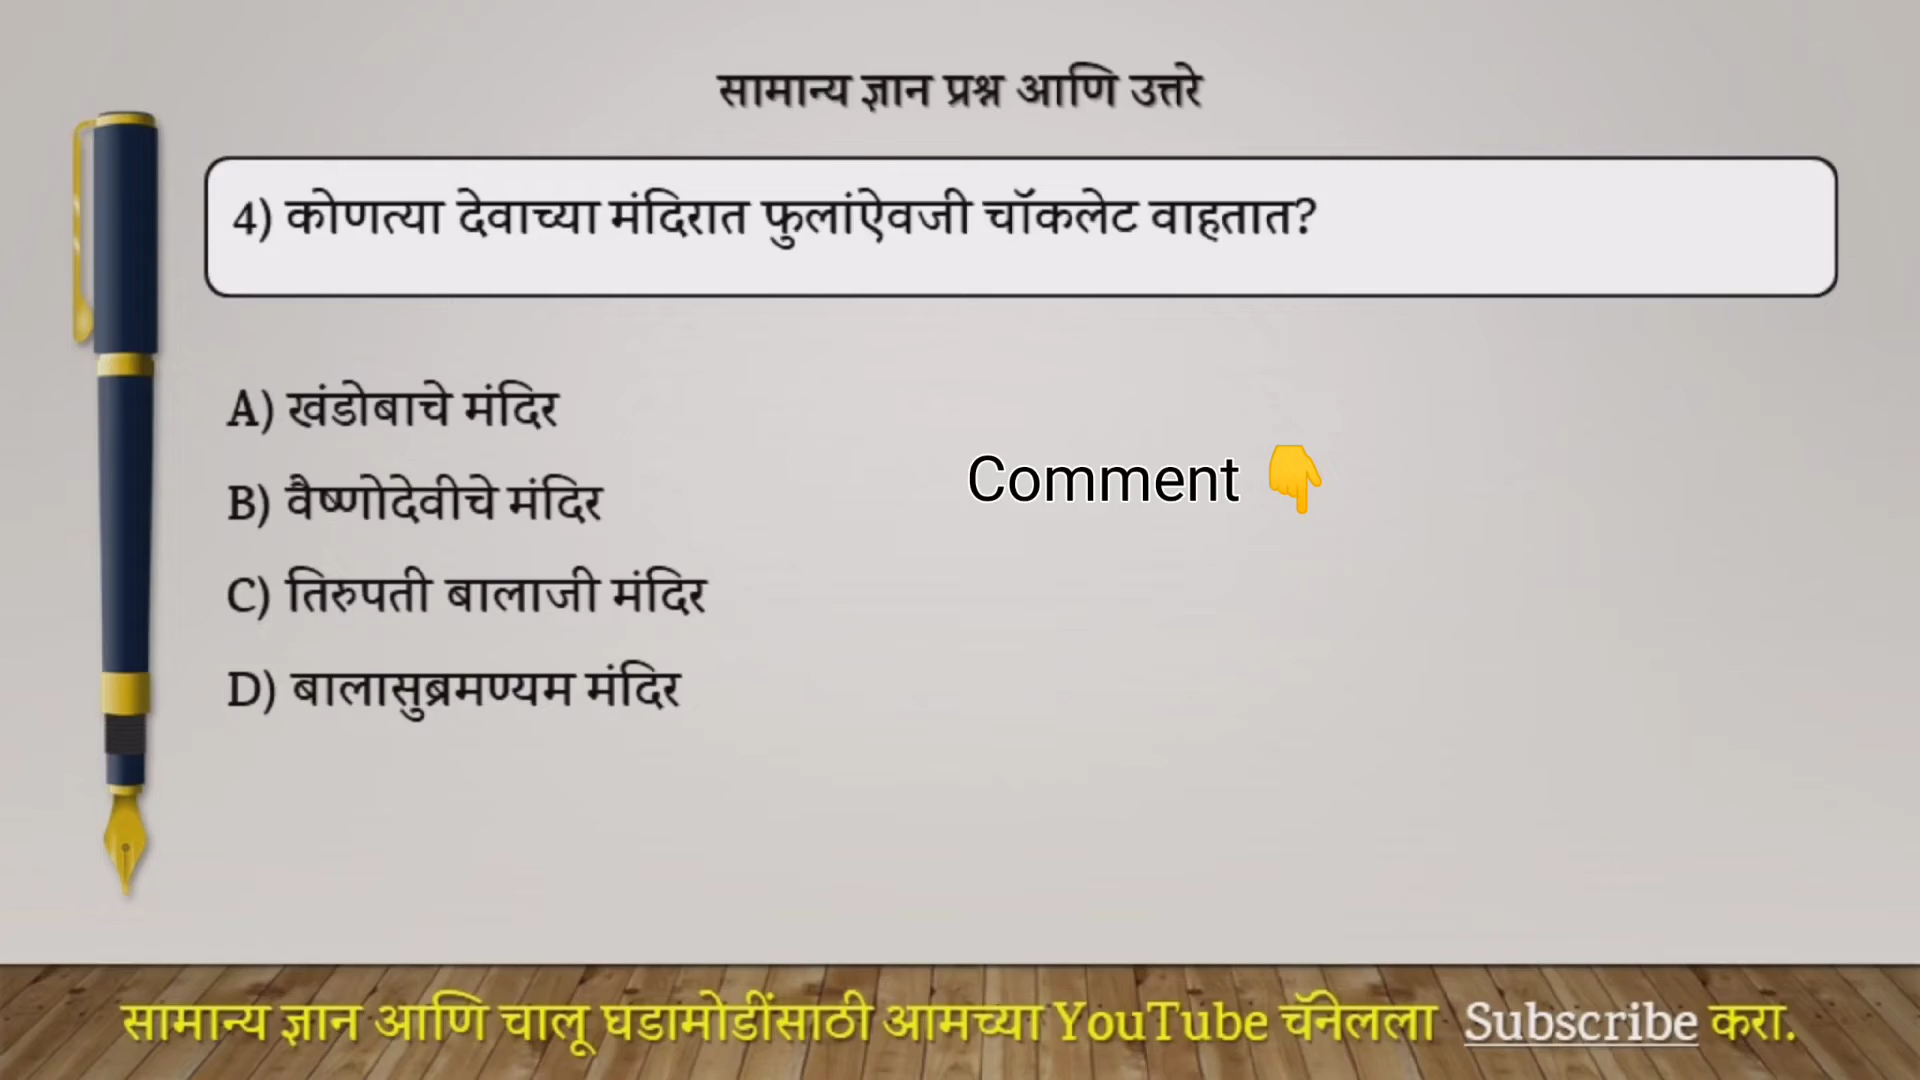 सामान्य ज्ञान प्रश्न आणि उत्तरे
4) कोणत्या देवाच्या मंदिरात फुलांऐवजी चॉकलेट वाहतात?
A) खंडोबाचे मंदिर
Comment 👇
B) वैष्णोदेवीचे मंदिर
C) तिरुपती बालाजी मंदिर
D) बालासुब्रमण्यम मंदिर
सामान्य ज्ञान आणि चालू घडामोडींसाठी आमच्या YouTube चॅनेलला Subscribe करा.